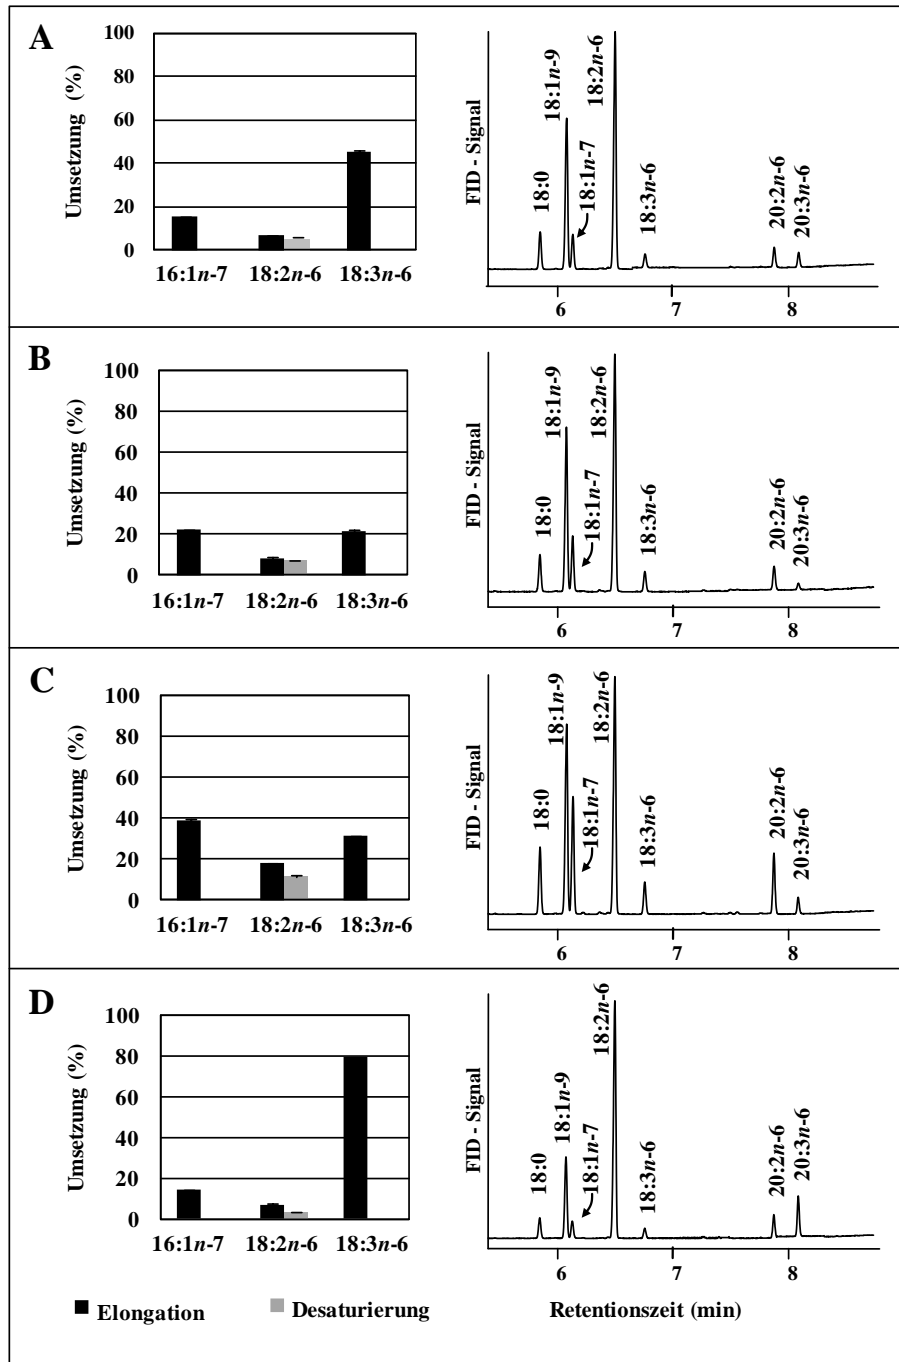 A
Umsetzung (%)
100
80
60
40
20
0
16:1n-7 18:2n-6 18:3n-6
FID - Signal
18:0
18:1n-9
18:1n-7
18:2n-6
18:3n-6
20:2n-6
20:3n-6
6 7 8
B
Umsetzung (%)
100
80
60
40
20
0
16:1n-7 18:2n-6 18:3n-6
FID - Signal
18:0
18:1n-9
18:1n-7
18:2n-6
18:3n-6
20:2n-6
20:3n-6
6 7 8
C
Umsetzung (%)
100
80
60
40
20
0
16:1n-7 18:2n-6 18:3n-6
FID - Signal
18:0
18:1n-9
18:1n-7
18:2n-6
18:3n-6
20:2n-6
20:3n-6
6 7 8
D
Umsetzung (%)
100
80
60
40
20
0
16:1n-7 18:2n-6 18:3n-6
FID - Signal
18:0
18:1n-9
18:1n-7
18:2n-6
18:3n-6
20:2n-6
20:3n-6
6 7 8
Elongation
Desaturierung
Retentionszeit (min)